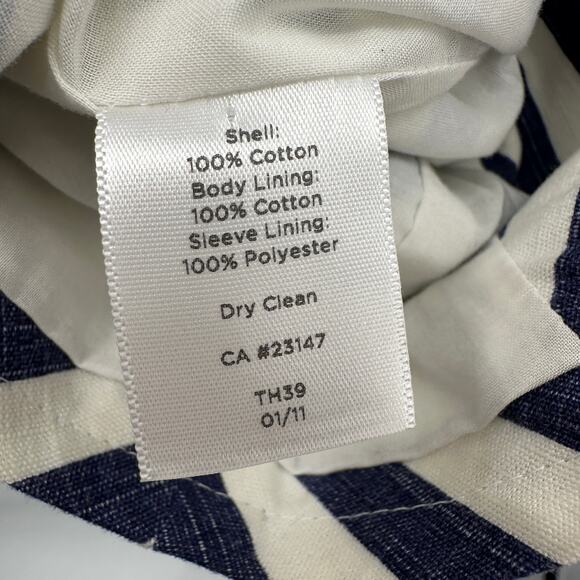 Shell:
100% Cotton
Body Lining:
100% Cotton
Sleeve Lining:
100% Polyester
Dry Clean
CA #23147
TH39
01/11